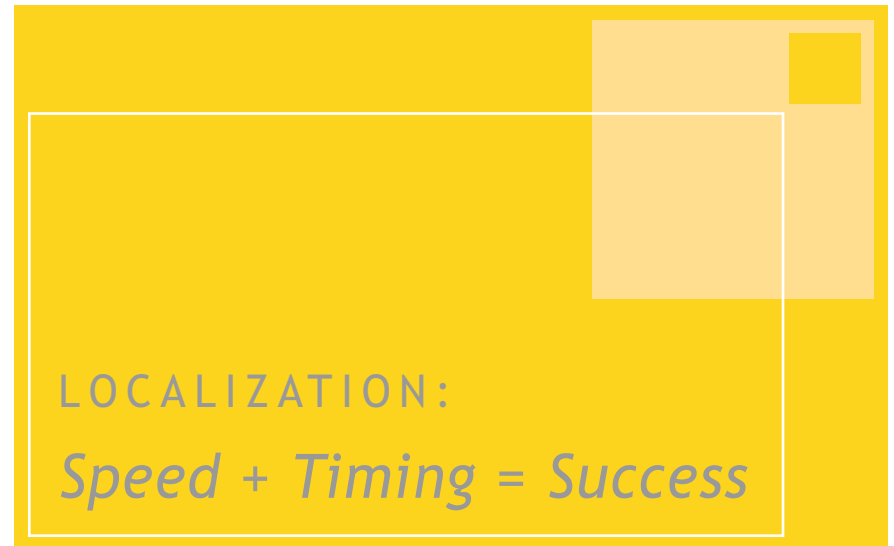 LOCALIZATION:
Speed + Timing = Success